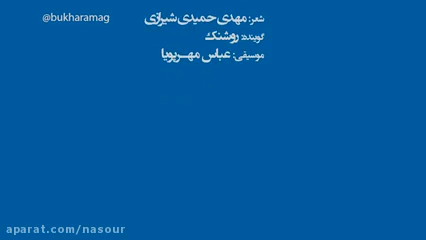 @bukharamag
شعر: مهدی حمیدی شیرازی
گوینده: روشنک
موسیقی: عباس مهرپویا
aparat.com/nasour